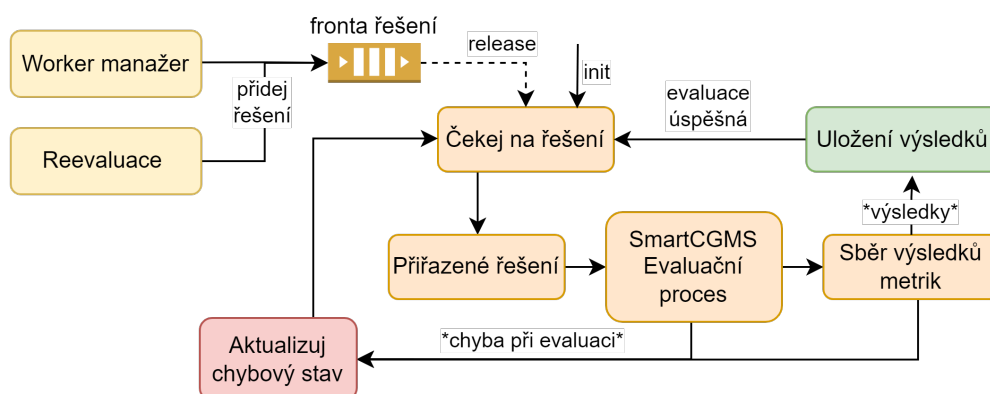 fronta řešení
Worker manažer
release
init
přidej
řešení
evaluace
úspěšná
Reevaluace
Čekej na řešení
Uložení výsledků
*výsledky*
Přiřazené řešení
SmartCGMS
Evaluační
proces
Sběr výsledků
metrik
*chyba při evaluaci*
Aktualizuj
chybový stav